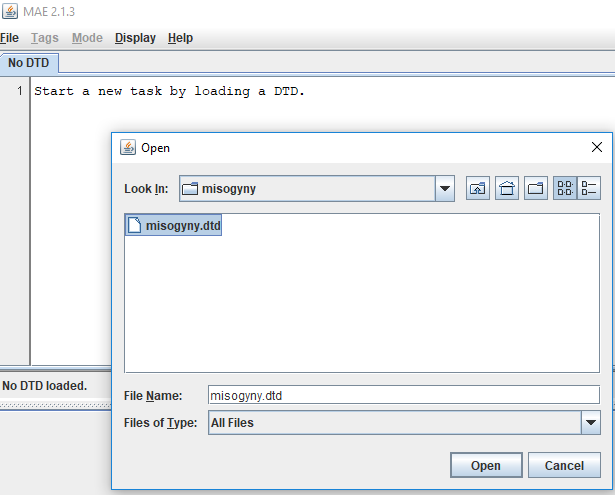 MAE 2.1.3
File Tags Mode Display Help
No DTD
1 Start a new task by loading a DTD.
Open
Look In: misogyny
misogyny.dtd
No DTD loaded.
File Name: misogyny.dtd
Files of Type: All Files
Open Cancel